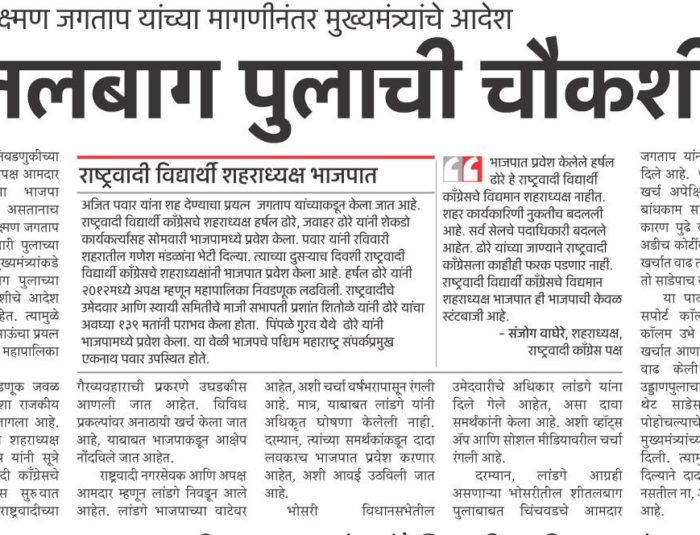 क्ष्मण जगताप यांच्या मागणीनंतर मुख्यमंत्र्यांचे आदेश
तलबाग पुलाची चौकशी
निवडणुकीच्या
पक्ष आमदार
या भाजपा
असतानाच
क्ष्मण जगताप
पुलाच्या
मुख्यमंत्र्यांकडे
ग पुलाच्या
शीचे आदेश
हेत. त्यामुळे
भाऊंचा प्रयत्न
महापालिका
राष्ट्रवादी विद्यार्थी शहराध्यक्ष भाजपात
अजित पवार यांना शह देण्याचा प्रयत्न जगताप यांच्याकडून केला जात आहे.
राष्ट्रवादी विद्यार्थी काँग्रेसचे शहराध्यक्ष हर्षल ढोरे, जवाहर ढोरे यांनी शेकडो
कार्यकर्त्यांसह सोमवारी भाजपामध्ये प्रवेश केला. पवार यांनी रविवारी
शहरातील गणेश मंडळांना भेटी दिल्या. त्याच्या दुसऱ्याच दिवशी राष्ट्रवादी
विद्यार्थी काँग्रेसचे शहराध्यक्षांनी भाजपात प्रवेश केला आहे. हर्षल ढोरे यांनी
२०१२मध्ये अपक्ष म्हणून महापालिका निवडणूक लढविली. राष्ट्रवादीचे
उमेदवार आणि स्थायी समितीचे माजी सभापती प्रशांत शितोळे यांनी ढोरे यांचा
अवघ्या १३९ मतांनी पराभव केला होता. पिंपळे गुरव येथे ढोरे यांनी
भाजपामध्ये प्रवेश केला. या वेळी भाजपचे पश्चिम महाराष्ट्र संपर्कप्रमुख
एकनाथ पवार उपस्थित होते.
भाजपात प्रवेश केलेले हर्षल
ढोरे हे राष्ट्रवादी विद्यार्थी
काँग्रेसचे विद्यमान शहराध्यक्ष नाहीत.
शहर कार्यकारिणी नुकतीच बदलली
आहे. सर्व सेलचे पदाधिकारी बदलले
आहेत. ढोरे यांच्या जाण्याने राष्ट्रवादी
काँग्रेसला काहीही फरक पडणार नाही.
राष्ट्रवादी विद्यार्थी काँग्रेसचे विद्यमान
शहराध्यक्ष भाजपात ही भाजपाची केवळ
स्टंटबाजी आहे.
– संजोग वाघेरे, शहराध्यक्ष,
राष्ट्रवादी काँग्रेस पक्ष
जगताप यांन
दिले आहे.
खर्च अपेक्षि
बांधकाम स
कारण पुढे
अडीच कोटीं
खर्चात वाढ
तो साडेपाच
या पाद
सपोर्ट कॉल
कॉलम उभे
खर्चात आण
वाढ केली
उड्डाणपुलाच
थेट साडेस
पोहोचल्याचे
मुख्यमंत्र्यांच
दिली. त्यामु
दिल्याने दाद
नसतील ना, अ
आहे.
डणूक जवळ
शा राजकीय
लागला आहे.
शहराध्यक्ष
यांनी सूत्रे
काँग्रेसचे
स सुरुवात
राष्ट्रवादीच्या
गैरव्यवहाराची प्रकरणे उघडकीस
आणली जात आहेत. विविध
प्रकल्पांवर अनाठायी खर्च केला जात
आहे, याबाबत भाजपाकडून आक्षेप
नोंदविले जात आहेत.
राष्ट्रवादी नगरसेवक आणि अपक्ष
आमदार म्हणून लांडगे निवडून आले
आहेत. लांडगे भाजपाच्या वाटेवर
आहेत, अशी चर्चा वर्षभरापासून रंगली
आहे. मात्र, याबाबत लांडगे यांनी
अधिकृत घोषणा केलेली नाही.
दरम्यान, त्यांच्या समर्थकांकडून दादा
लवकरच भाजपात प्रवेश करणार
आहेत, अशी आवई उठविली जात
आहे.
भोसरी विधानसभेतील
उमेदवारीचे अधिकार लांडगे यांना
दिले गेले आहेत, असा दावा
समर्थकांनी केला आहे. अशी व्हॉट्स
ॲप आणि सोशल मीडियावरील चर्चा
रंगली आहे.
दरम्यान, लांडगे आग्रही
असणाऱ्या भोसरीतील शीतलबाग
पुलाबाबत चिंचवडचे आमदार